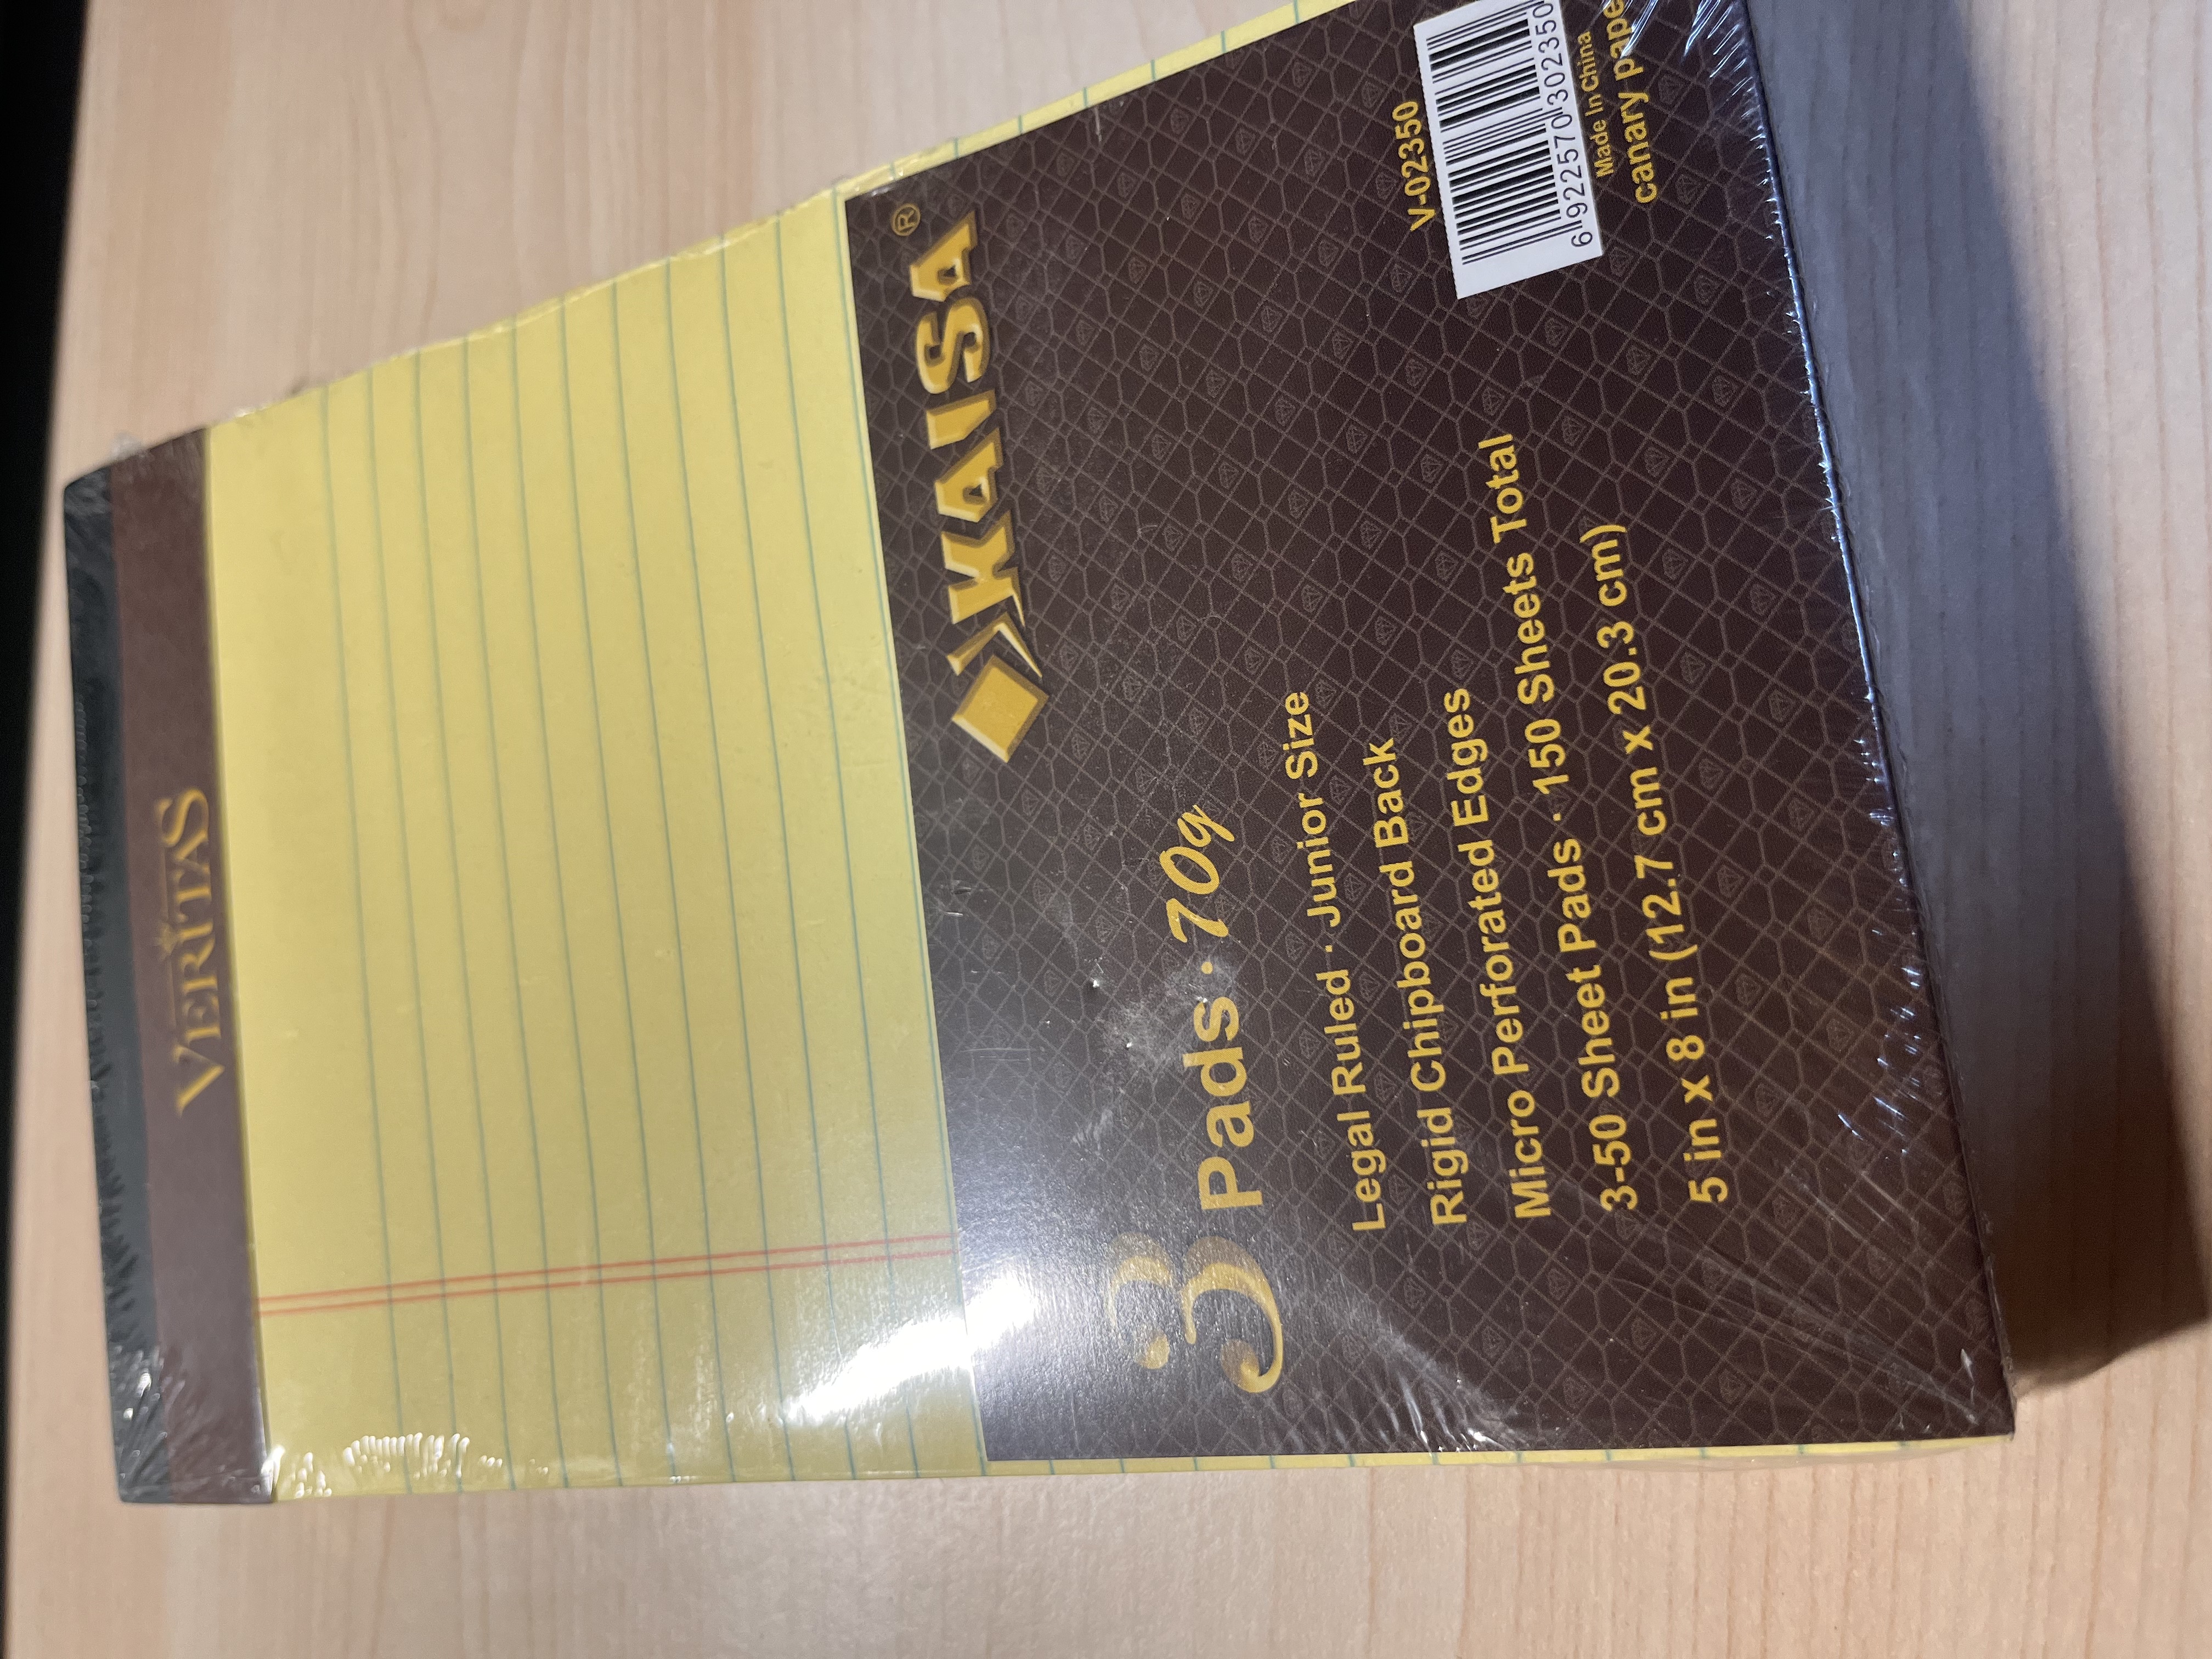 VERITAS
KAISA®
3 Pads · 70g
Legal Ruled · Junior Size
Rigid Chipboard Back
Micro Perforated Edges
3-50 Sheet Pads · 150 Sheets Total
5 in x 8 in (12.7 cm x 20.3 cm)
V-02350
6 922570 302350
Made In China
canary